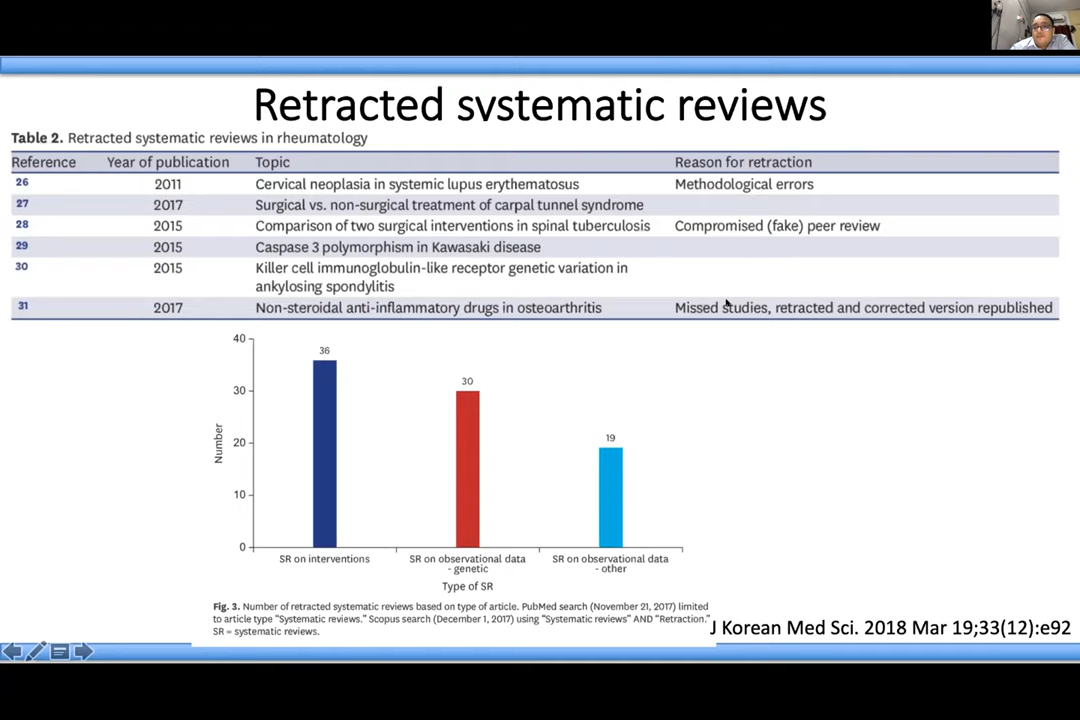 Retracted systematic reviews
Table 2. Retracted systematic reviews in rheumatology
Reference Year of publication Topic Reason for retraction
26 2011 Cervical neoplasia in systemic lupus erythematosus Methodological errors
27 2017 Surgical vs. non-surgical treatment of carpal tunnel syndrome
28 2015 Comparison of two surgical interventions in spinal tuberculosis Compromised (fake) peer review
29 2015 Caspase 3 polymorphism in Kawasaki disease
30 2015 Killer cell immunoglobulin-like receptor genetic variation in
ankylosing spondylitis
31 2017 Non-steroidal anti-inflammatory drugs in osteoarthritis Missed studies, retracted and corrected version republished
40
36
30
30
20
19
10
0
Number
SR on interventions SR on observational data SR on observational data
- genetic - other
Type of SR
Fig. 3. Number of retracted systematic reviews based on type of article. PubMed search (November 21, 2017) limited
to article type "Systematic reviews." Scopus search (December 1, 2017) using "Systematic reviews" AND "Retraction."
SR = systematic reviews.
J Korean Med Sci. 2018 Mar 19;33(12):e92